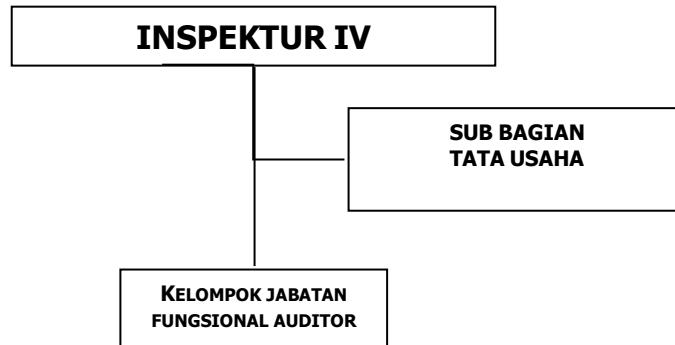 INSPEKTUR IV
SUB BAGIAN
TATA USAHA
KELOMPOK JABATAN
FUNGSIONAL AUDITOR